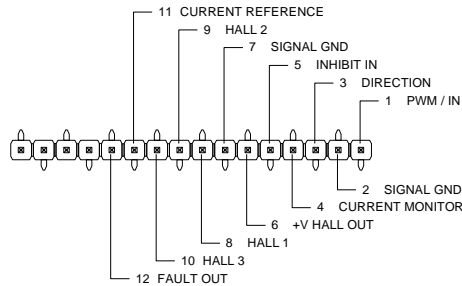 11 CURRENT REFERENCE
9 HALL 2
7 SIGNAL GND
5 INHIBIT IN
3 DIRECTION
1 PWM / IN
2 SIGNAL GND
4 CURRENT MONITOR
6 +V HALL OUT
8 HALL 1
10 HALL 3
12 FAULT OUT